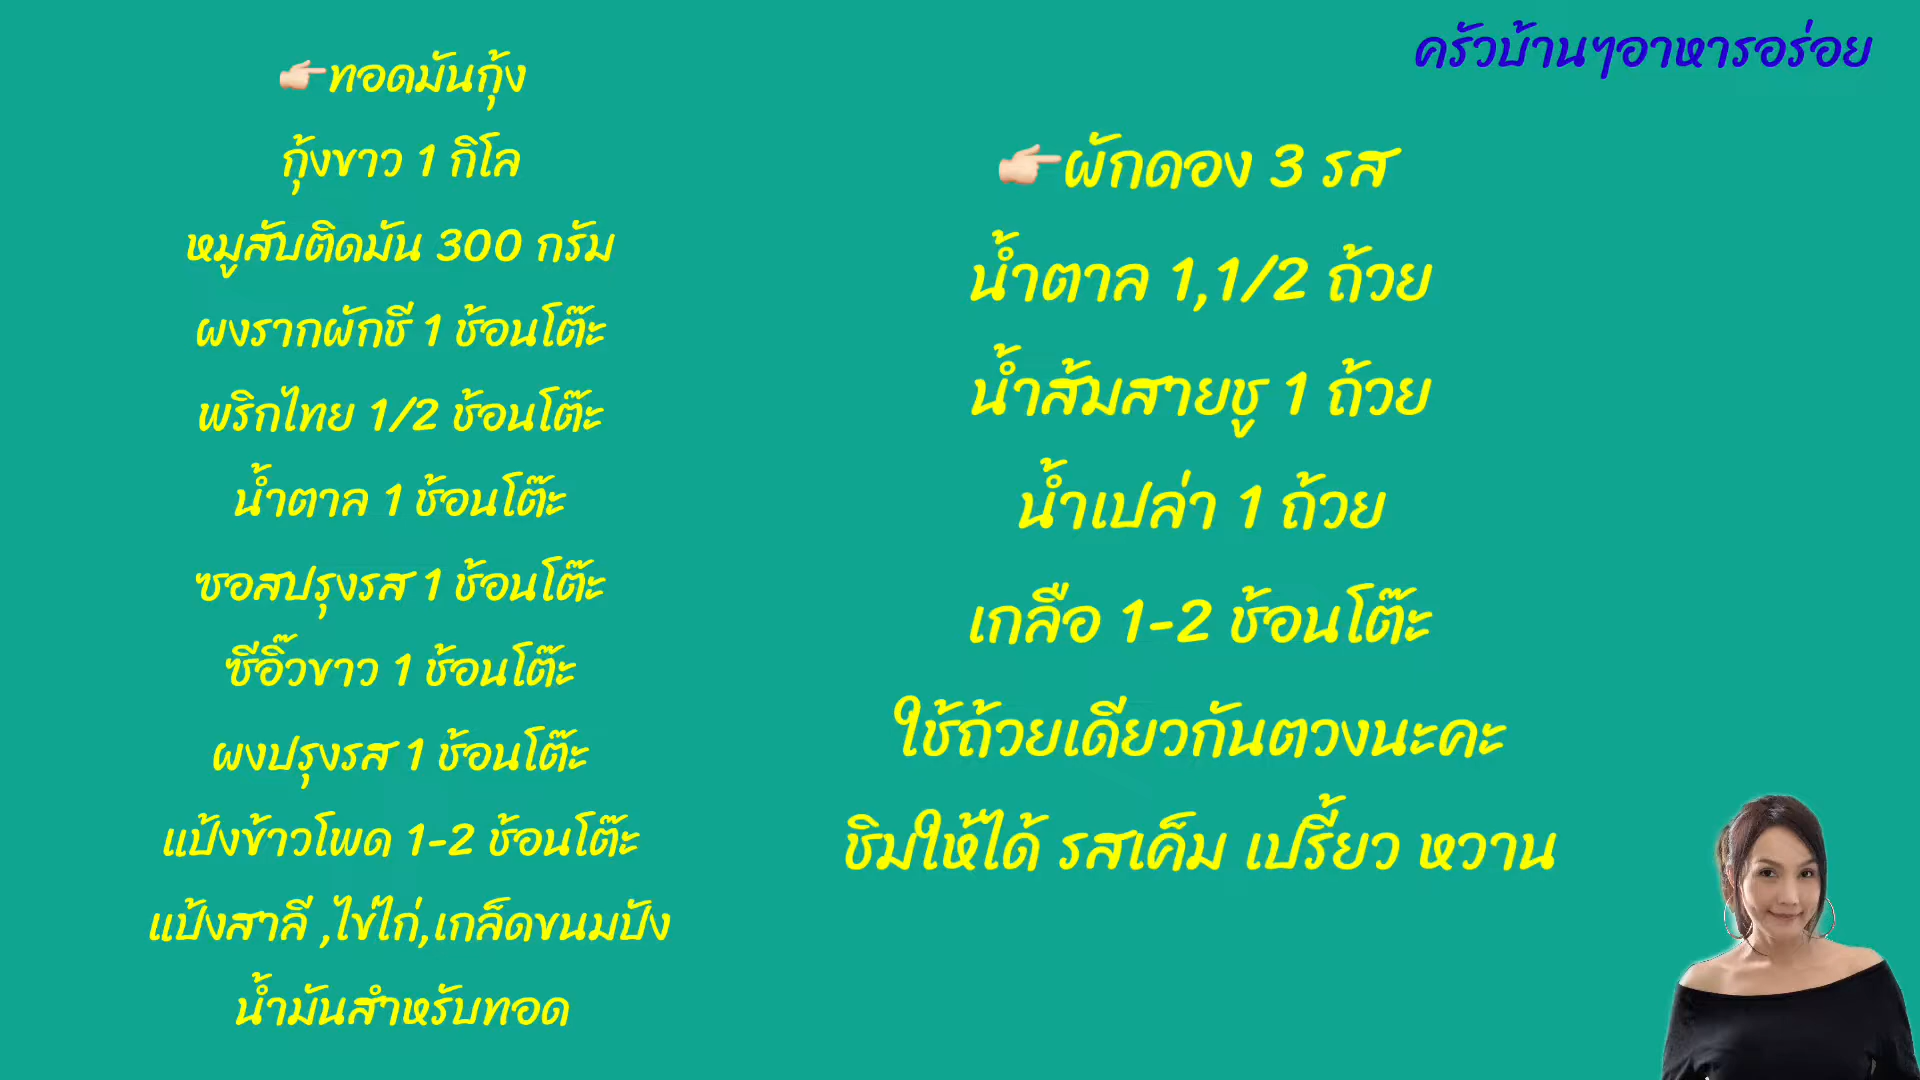 ครัวบ้านๆอาหารอร่อย
👉🏻ทอดมันกุ้ง
กุ้งขาว 1 กิโล
หมูสับติดมัน 300 กรัม
ผงรากผักชี 1 ช้อนโต๊ะ
พริกไทย 1/2 ช้อนโต๊ะ
น้ำตาล 1 ช้อนโต๊ะ
ซอสปรุงรส 1 ช้อนโต๊ะ
ซีอิ๊วขาว 1 ช้อนโต๊ะ
ผงปรุงรส 1 ช้อนโต๊ะ
แป้งข้าวโพด 1-2 ช้อนโต๊ะ
แป้งสาลี ,ไข่ไก่,เกล็ดขนมปัง
น้ำมันสำหรับทอด
👉🏻ผักดอง 3 รส
น้ำตาล 1,1/2 ถ้วย
น้ำส้มสายชู 1 ถ้วย
น้ำเปล่า 1 ถ้วย
เกลือ 1-2 ช้อนโต๊ะ
ใช้ถ้วยเดียวกันตวงนะคะ
ชิมให้ได้ รสเค็ม เปรี้ยว หวาน